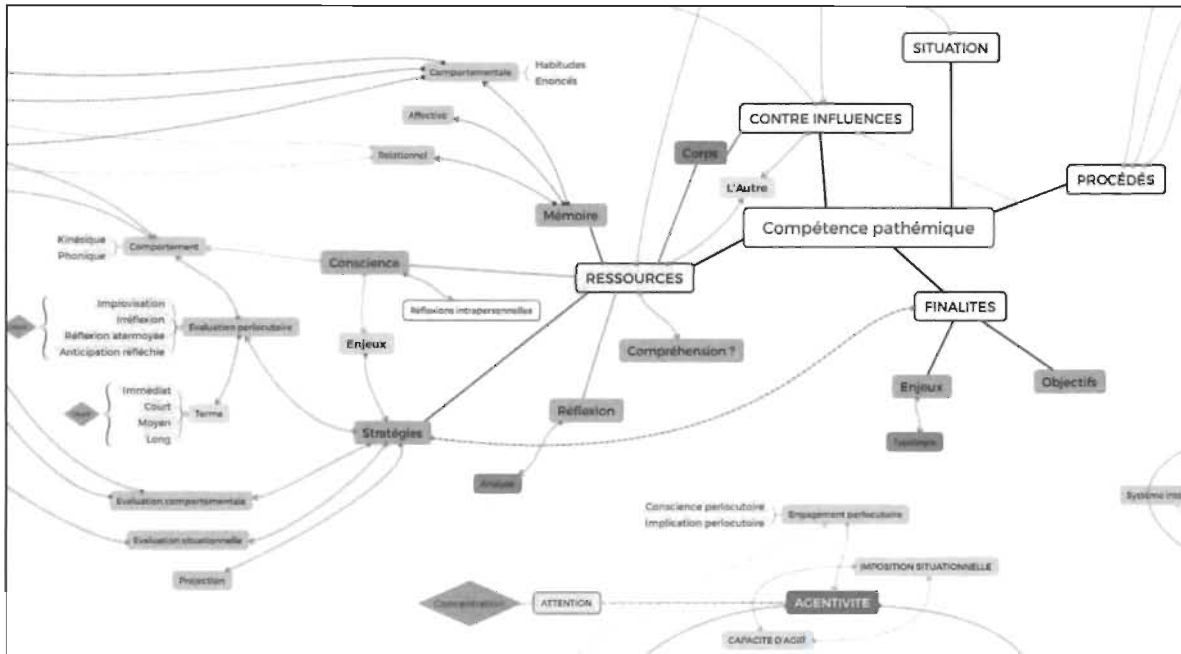 SITUATION
Comportementale
Habitudes
Enoncés
CONTRE INFLUENCES
Affective
Corps
Relationnel
PROCÉDÉS
L'Autre
Mémoire
Compétence pathémique
Kinésique
Phonique
Comportement
Conscience
RESSOURCES
Réflexions intrapersonnelles
FINALITES
Improvisation
Irréflexion
Réflexion atermoyée
Anticipation réfléchie
Evaluation perlocutoire
Enjeux
Compréhension ?
Enjeux
Objectifs
Immédiat
Court
Moyen
Long
Terme
Réflexion
Stratégies
Typologie
Analyse
Evaluation comportementale
Conscience perlocutoire
Implication perlocutoire
Engagement perlocutoire
Evaluation situationnelle
Projection
IMPOSITION SITUATIONNELLE
Concentration
ATTENTION
AGENTIVITE
CAPACITE D'AGIR